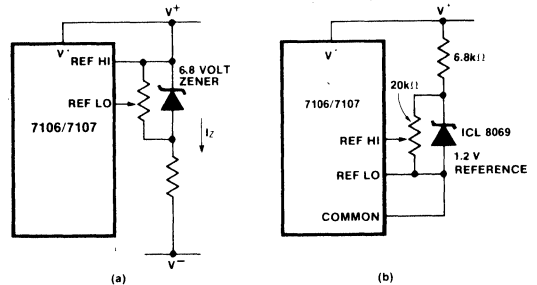 V+
V+
REF HI
6.8 VOLT
ZENER
REF LO
7106/7107
IZ
V−
(a)
V+
V+
6.8kΩ
20kΩ
7106/7107
REF HI
ICL 8069
1.2 V
REFERENCE
REF LO
COMMON
(b)